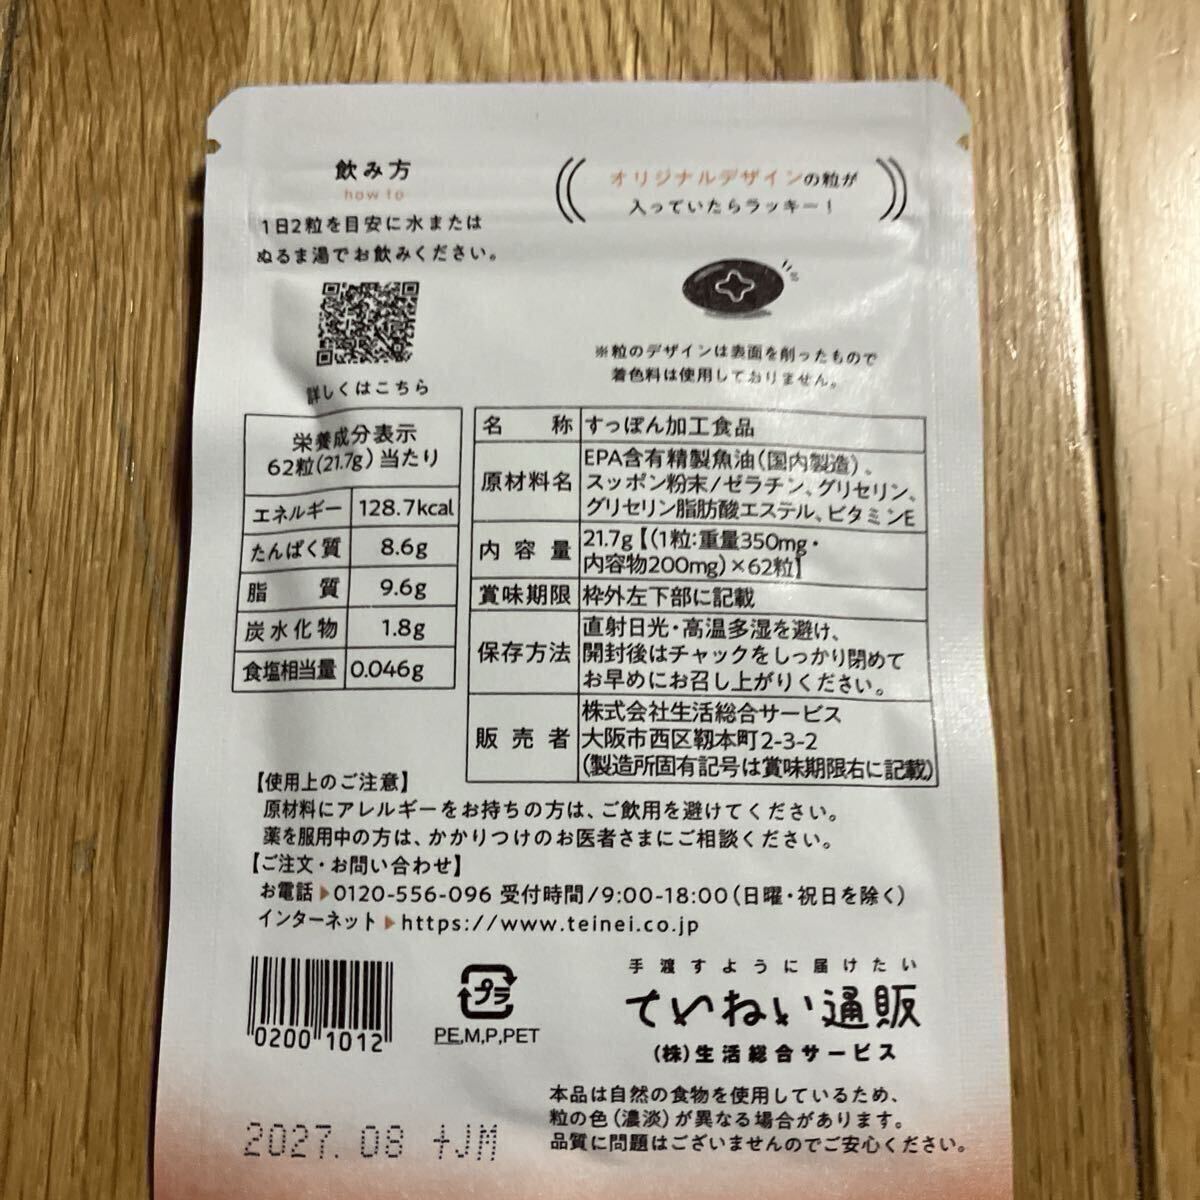 飲み方
how to
1日2粒を目安に水または
ぬるま湯でお飲みください。
詳しくはこちら
オリジナルデザインの粒が
入っていたらラッキー!
※粒のデザインは表面を削ったもので
着色料は使用しておりません。
栄養成分表示
62粒(21.7g)当たり
エネルギー 128.7kcal
たんぱく質 8.6g
脂質 9.6g
炭水化物 1.8g
食塩相当量 0.046g
名称 すっぽん加工食品
原材料名 EPA含有精製魚油(国内製造)、
スッポン粉末/ゼラチン、グリセリン、
グリセリン脂肪酸エステル、ビタミンE
内容量 21.7g【(1粒:重量350mg・
内容物200mg)×62粒】
賞味期限 枠外左下部に記載
保存方法 直射日光・高温多湿を避け、
開封後はチャックをしっかり閉めて
お早めにお召し上がりください。
販売者 株式会社生活総合サービス
大阪市西区靱本町2-3-2
(製造所固有記号は賞味期限右に記載)
【使用上のご注意】
原材料にアレルギーをお持ちの方は、ご飲用を避けてください。
薬を服用中の方は、かかりつけのお医者さまにご相談ください。
【ご注文・お問い合わせ】
お電話▶0120-556-096 受付時間/9:00-18:00(日曜・祝日を除く)
インターネット▶https://www.teinei.co.jp
02001012
プラ
PE,M,P,PET
手渡すように届けたい
ていねい通販
(株)生活総合サービス
本品は自然の食物を使用しているため、
粒の色(濃淡)が異なる場合があります。
品質に問題はございませんのでご安心ください。
2027.08 +JM